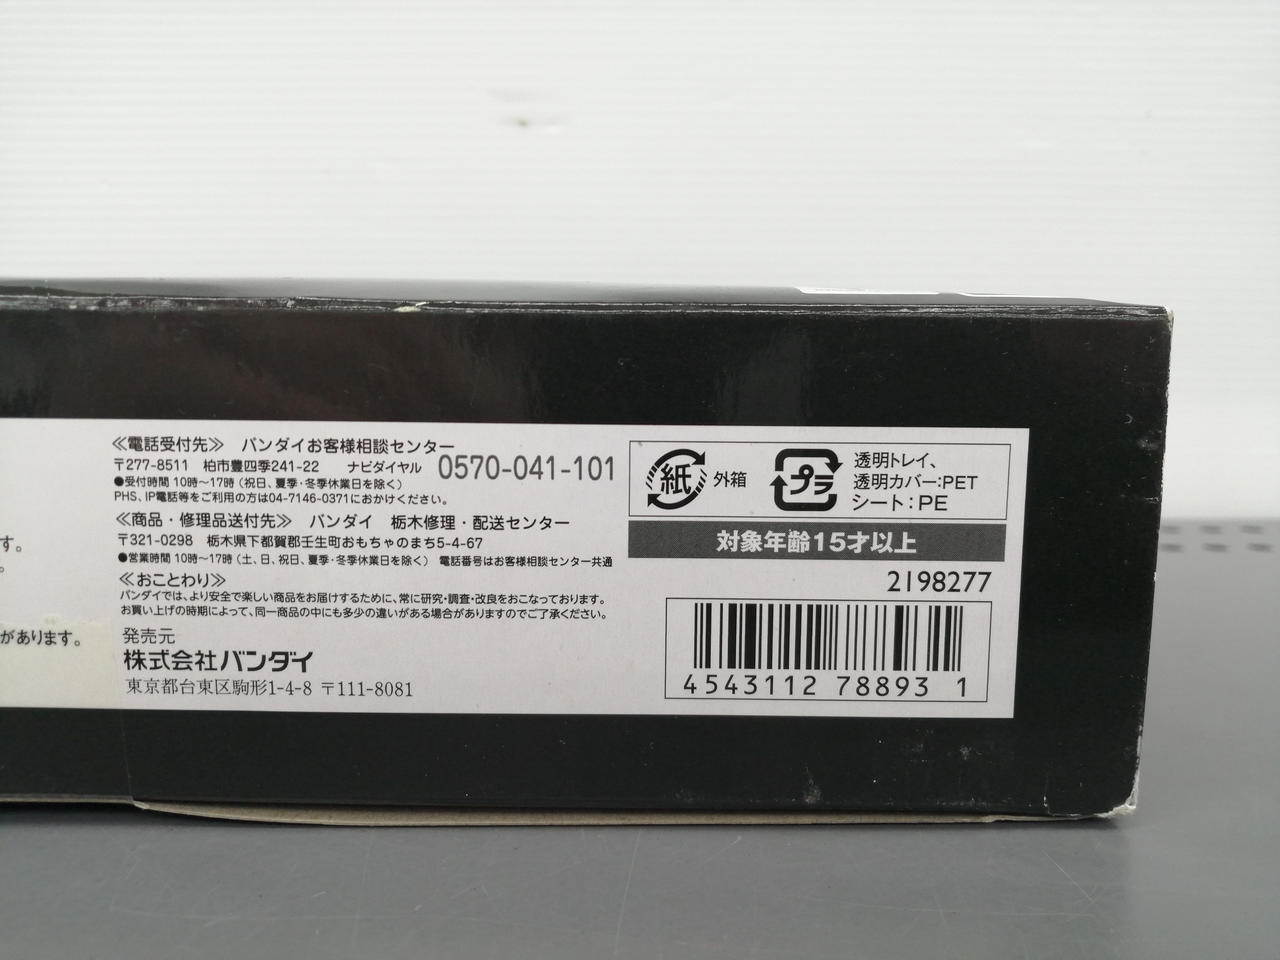 ≪電話受付先≫ バンダイお客様相談センター
〒277-8511 柏市豊四季241-22 ナビダイヤル 0570-041-101
●受付時間 10時〜17時（祝日、夏季・冬季休業日を除く）
PHS、IP電話等をご利用の方は04-7146-0371におかけください。
≪商品・修理品送付先≫ バンダイ 栃木修理・配送センター
〒321-0298 栃木県下都賀郡壬生町おもちゃのまち5-4-67
●営業時間 10時〜17時（土、日、祝日、夏季・冬季休業日を除く） 電話番号はお客様相談センター共通
≪おことわり≫
バンダイでは、より安全で楽しい商品をお届けするために、常に研究・調査・改良をおこなっております。
お買い上げの時期によって、同一商品の中にも多少の違いがある場合がありますのでご了承ください。
発売元
株式会社バンダイ
東京都台東区駒形1-4-8 〒111-8081
す。
。
があります。
紙 外箱
プラ 透明トレイ、
透明カバー:PET
シート:PE
対象年齢15才以上
2198277
4543112 78893 1